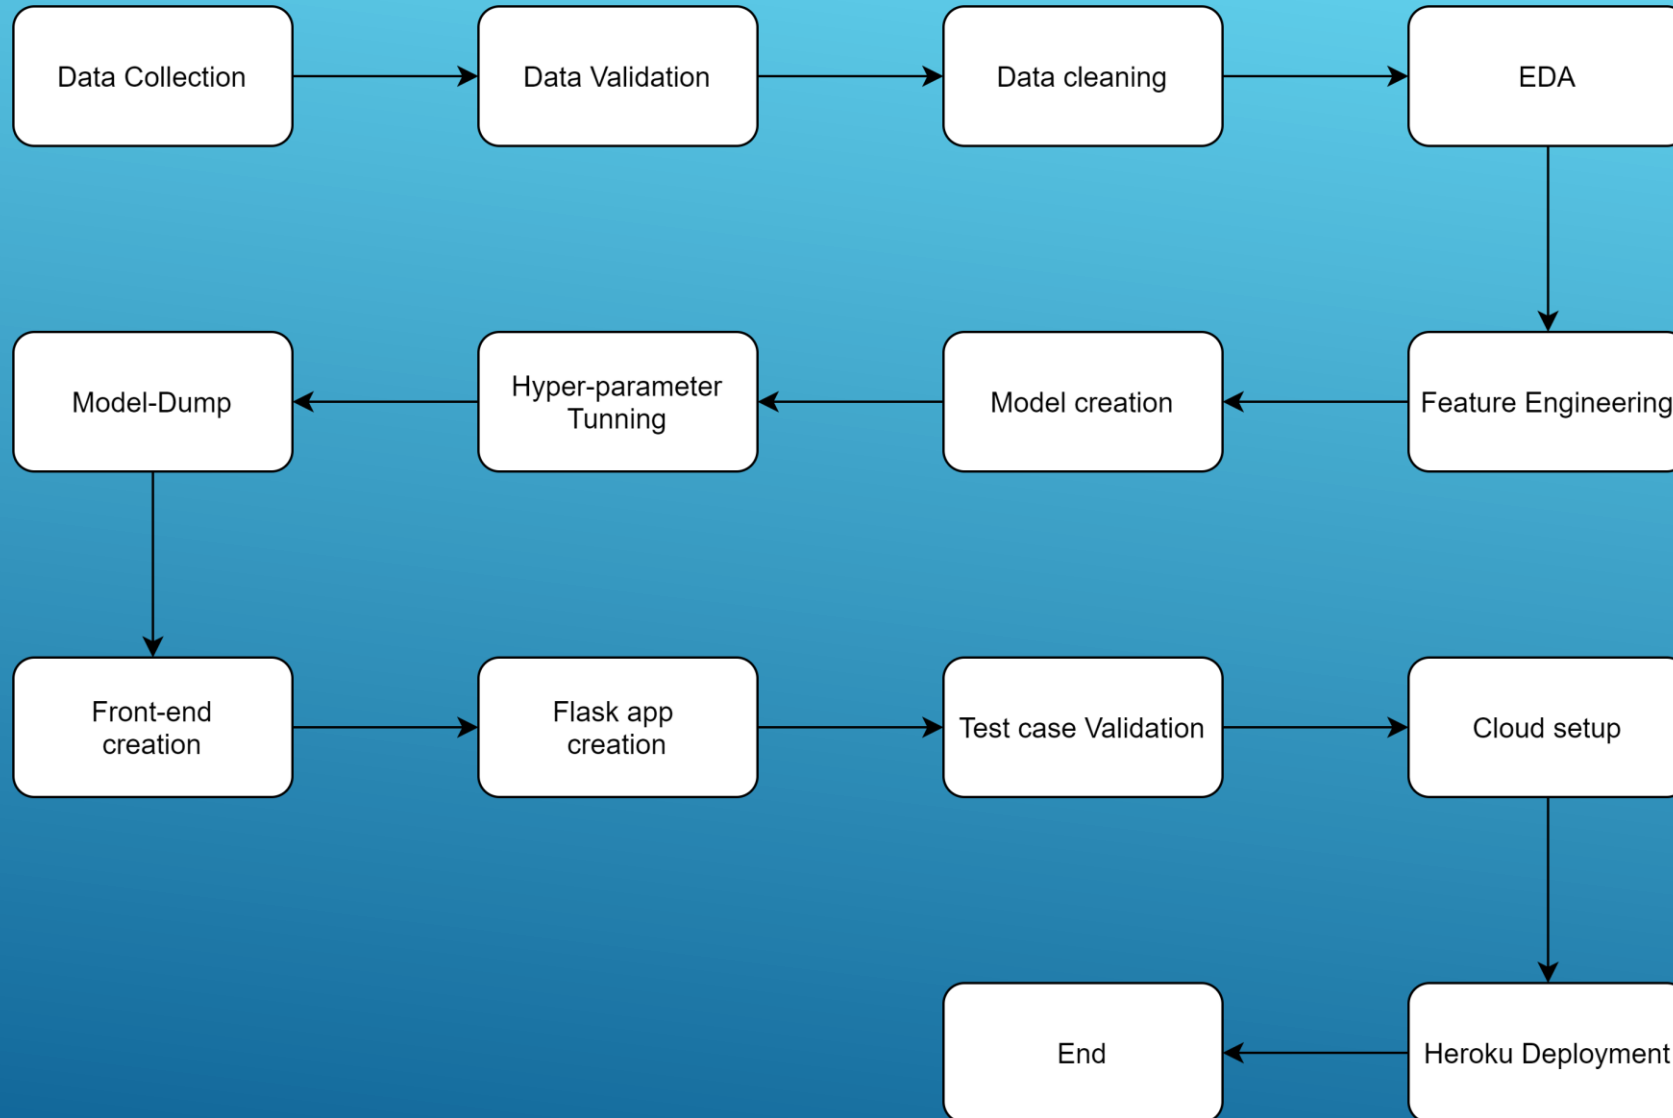 Data Collection
Data Validation
Data cleaning
EDA
Model-Dump
Hyper-parameter
Tunning
Model creation
Feature Engineering
Front-end
creation
Flask app
creation
Test case Validation
Cloud setup
End
Heroku Deployment